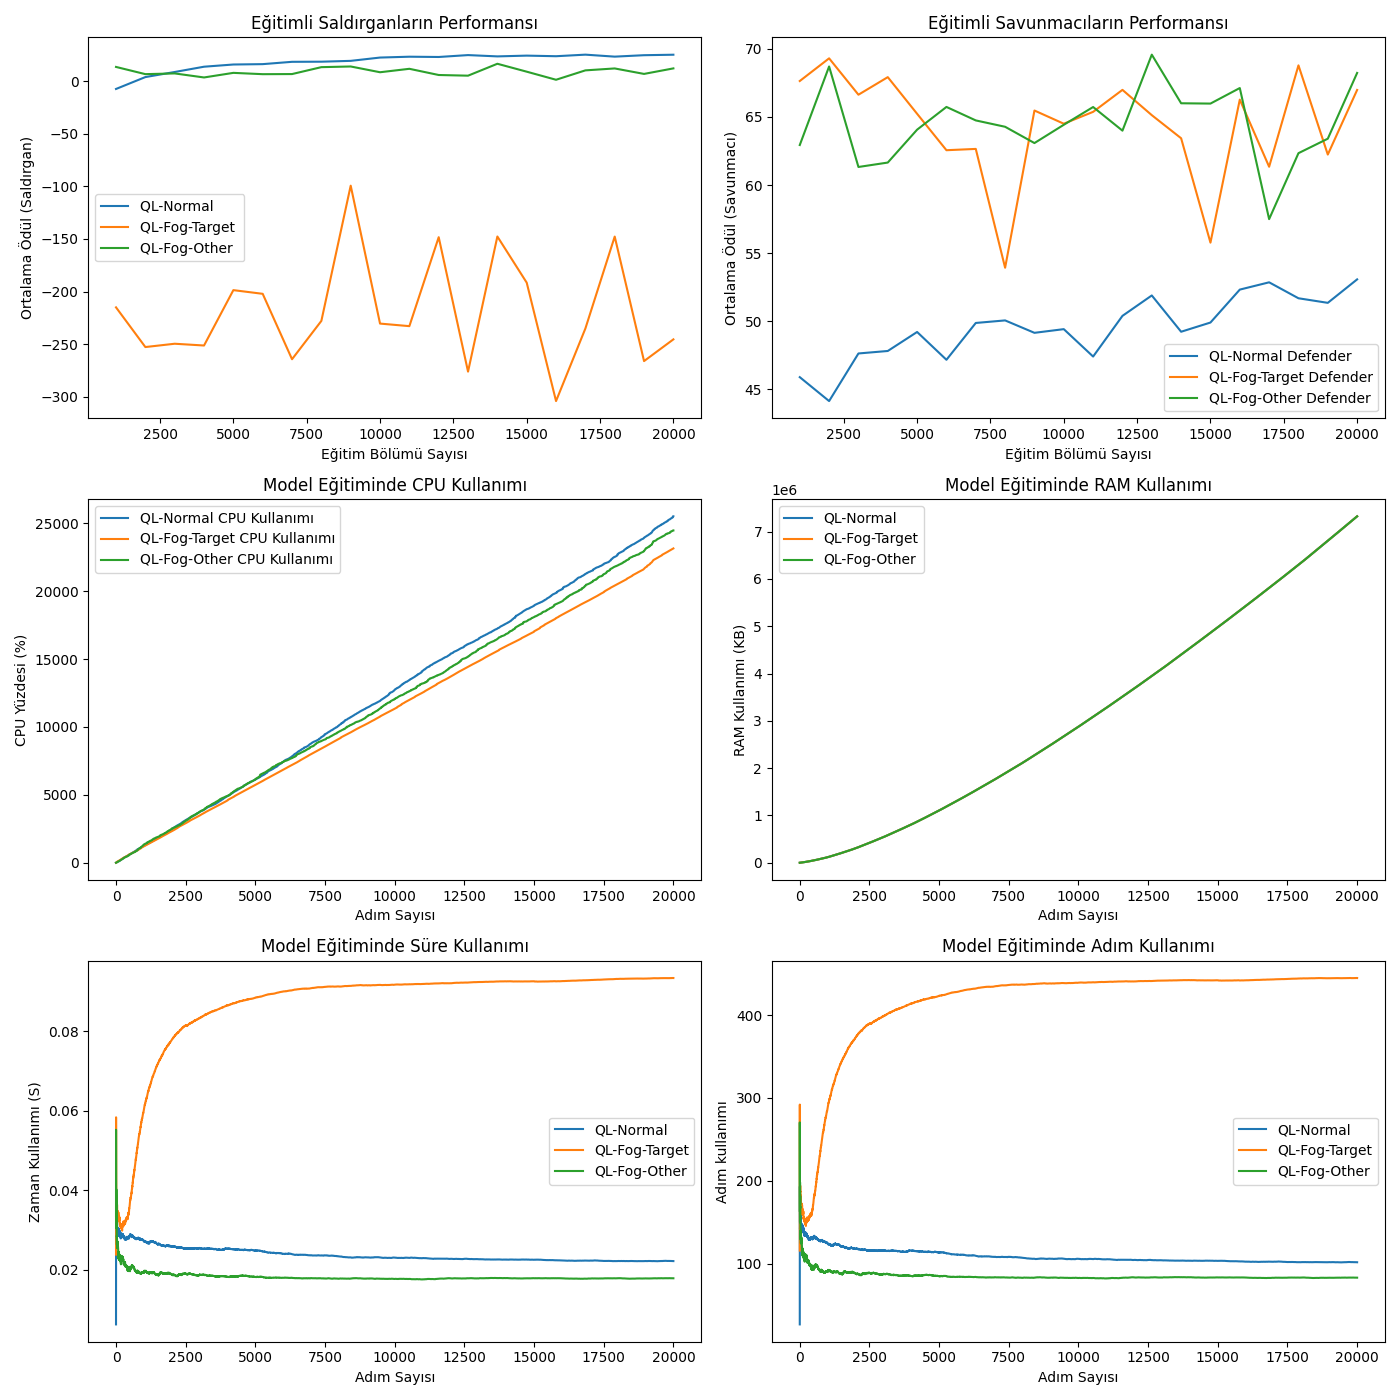 Eğitimli Saldırganların Performansı
Ortalama Ödül (Saldırgan)
0
−50
−100
−150
−200
−250
−300
QL-Normal
QL-Fog-Target
QL-Fog-Other
2500 5000 7500 10000 12500 15000 17500 20000
Eğitim Bölümü Sayısı
Eğitimli Savunmacıların Performansı
Ortalama Ödül (Savunmacı)
70
65
60
55
50
45
QL-Normal Defender
QL-Fog-Target Defender
QL-Fog-Other Defender
2500 5000 7500 10000 12500 15000 17500 20000
Eğitim Bölümü Sayısı
Model Eğitiminde CPU Kullanımı
CPU Yüzdesi (%)
25000
20000
15000
10000
5000
0
QL-Normal CPU Kullanımı
QL-Fog-Target CPU Kullanımı
QL-Fog-Other CPU Kullanımı
0 2500 5000 7500 10000 12500 15000 17500 20000
Adım Sayısı
Model Eğitiminde RAM Kullanımı
1e6
RAM Kullanımı (KB)
7
6
5
4
3
2
1
0
QL-Normal
QL-Fog-Target
QL-Fog-Other
0 2500 5000 7500 10000 12500 15000 17500 20000
Adım Sayısı
Model Eğitiminde Süre Kullanımı
Zaman Kullanımı (S)
0.08
0.06
0.04
0.02
QL-Normal
QL-Fog-Target
QL-Fog-Other
0 2500 5000 7500 10000 12500 15000 17500 20000
Adım Sayısı
Model Eğitiminde Adım Kullanımı
Adım kullanımı
400
300
200
100
QL-Normal
QL-Fog-Target
QL-Fog-Other
0 2500 5000 7500 10000 12500 15000 17500 20000
Adım Sayısı